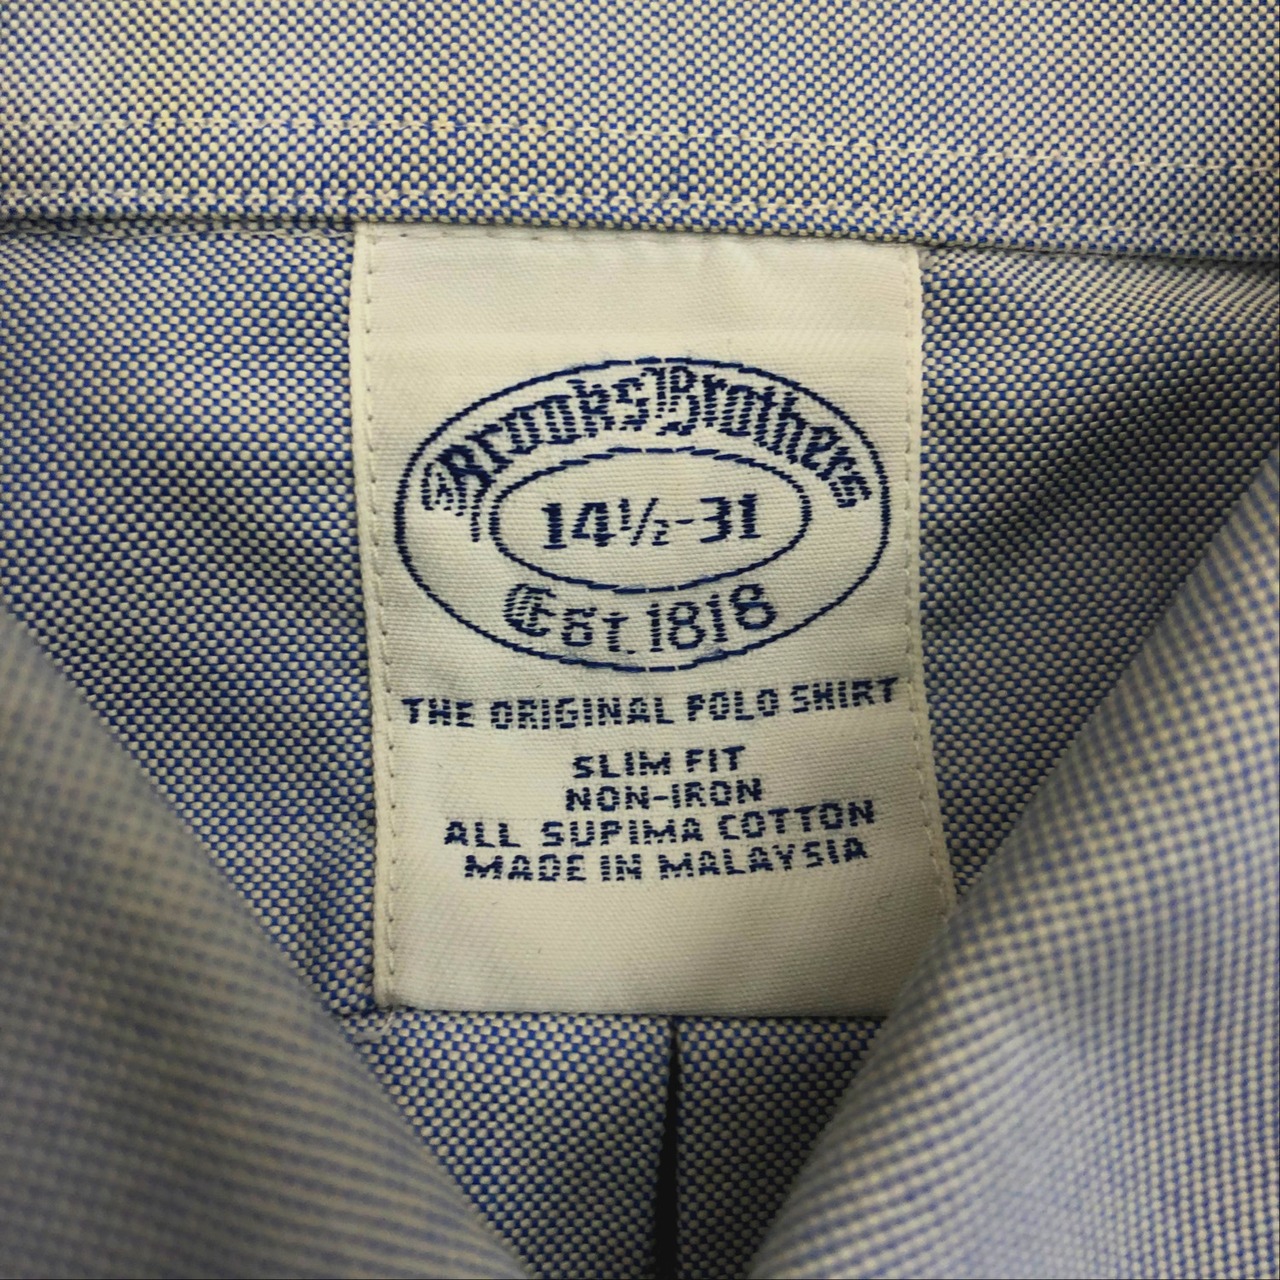 Brooks Brothers
14½-31
Est. 1818
THE ORIGINAL POLO SHIRT
SLIM FIT
NON-IRON
ALL SUPIMA COTTON
MADE IN MALAYSIA